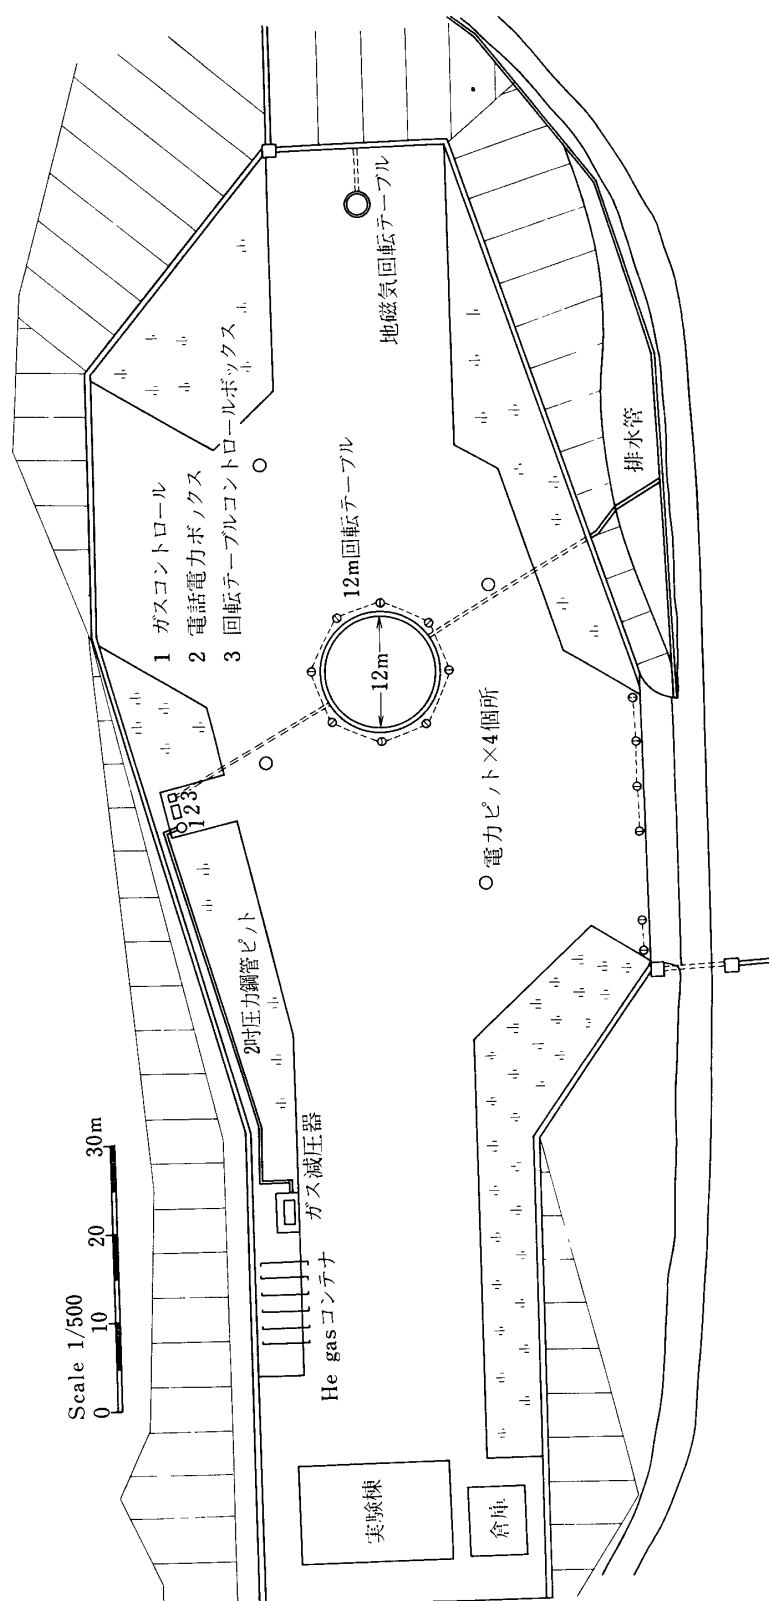 Scale 1/500
0 10 20 30m
1 ガスコントロール
2 電話電力ボックス
3 回転テーブルコントロールボックス
地磁気回転テーブル
12m回転テーブル
12m
排水管
123
電力ピット×4個所
2吋圧力鋼管ピット
ガス減圧器
He gasコンテナ
実験棟
倉庫